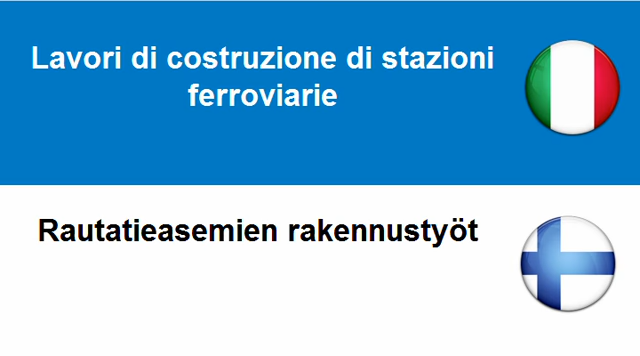 Lavori di costruzione di stazioni
ferroviarie
Rautatieasemien rakennustyöt